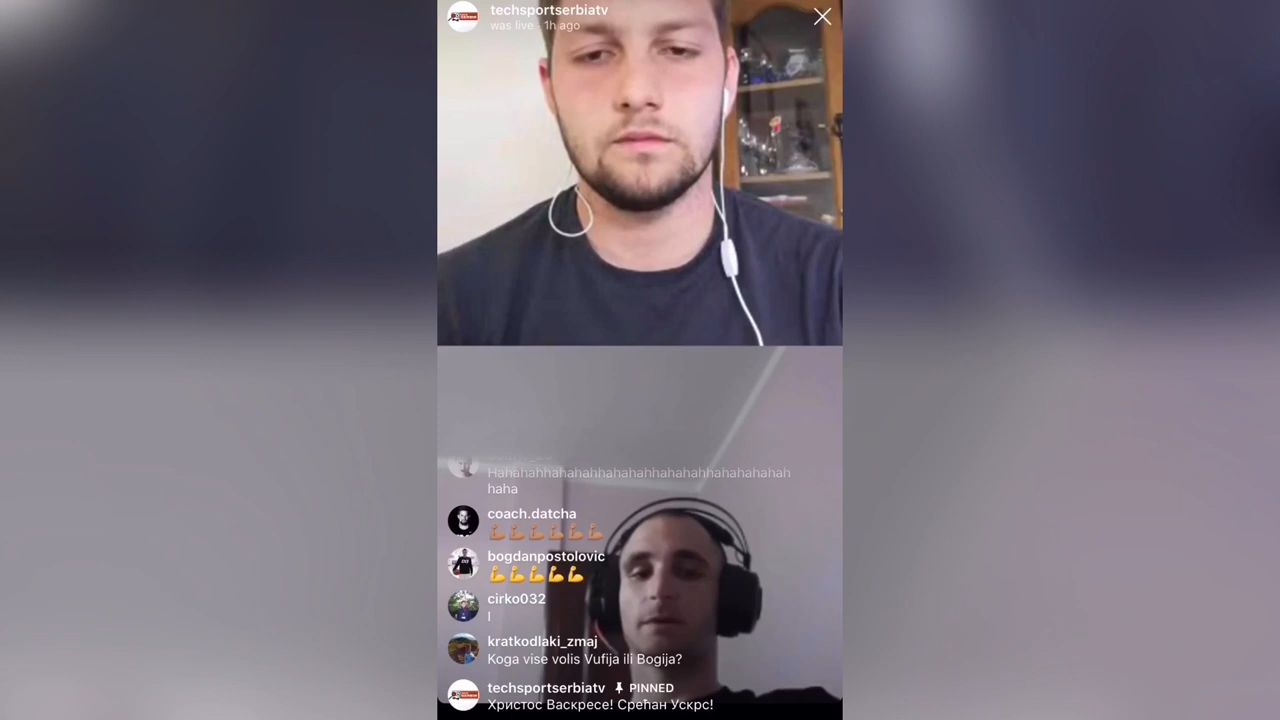 techsportserbiatv
was live · 1h ago
Hahahahhahahahhahahahhahahahhahahahahah
haha
coach.datcha
💪🏽💪🏽💪🏽💪🏽💪🏽💪🏽
bogdanpostolovic
💪💪💪💪💪
cirko032
I
kratkodlaki_zmaj
Koga vise volis Vufija ili Bogija?
techsportserbiatv PINNED
Христос Васкресе! Срећан Ускрс!